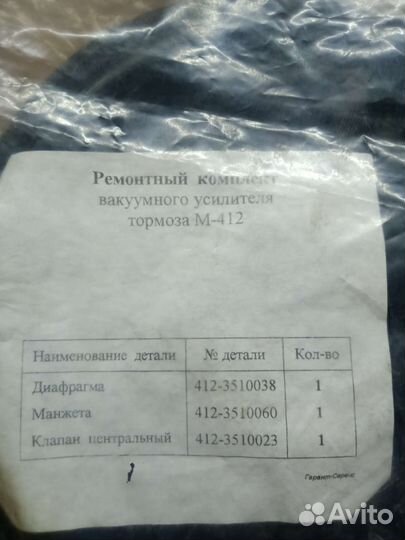 Ремонтный комплект
вакуумного усилителя
тормоза М-412
Наименование детали № детали Кол-во
Диафрагма 412-3510038 1
Манжета 412-3510060 1
Клапан центральный 412-3510023 1
Гарант-Сервис
Avito